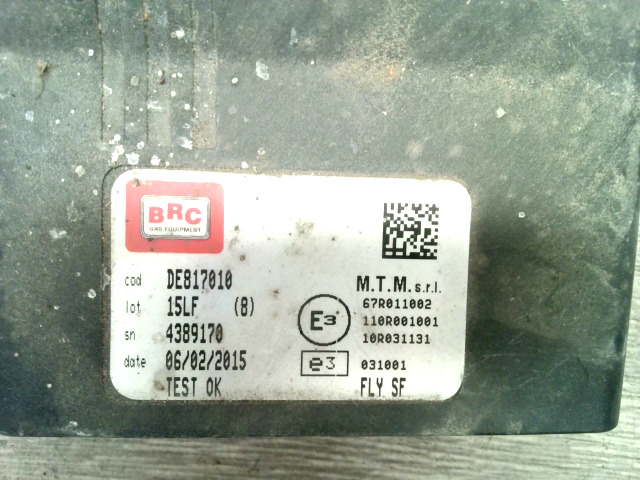 BRC
GAS EQUIPMENT
cod DE817010
lot 15LF (8)
sn 4389170
date 06/02/2015
TEST OK
M.T.M. s.r.l.
67R011002
110R001001
10R031131
E3
e3
031001
FLY SF